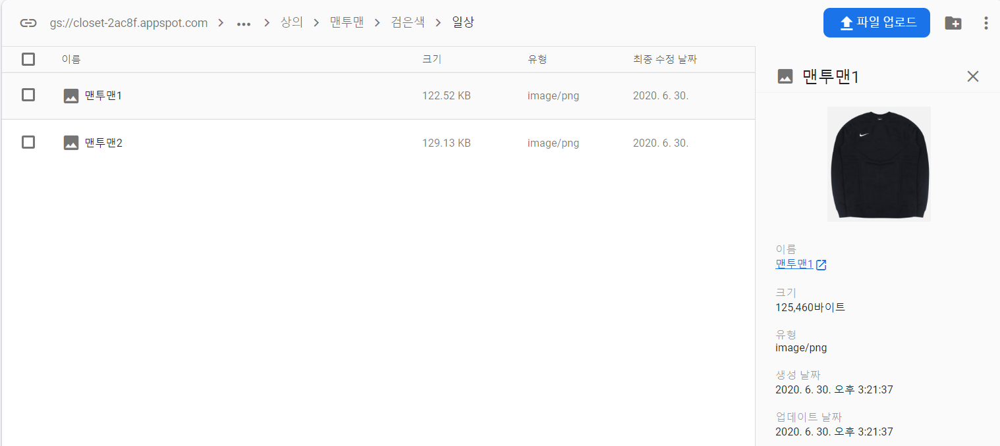 gs://closet-2ac8f.appspot.com > ••• > 상의 > 맨투맨 > 검은색 > 일상
파일 업로드
이름 크기 유형 최종 수정 날짜
맨투맨1 122.52 KB image/png 2020. 6. 30.
맨투맨2 129.13 KB image/png 2020. 6. 30.
맨투맨1
이름
맨투맨1
크기
125,460바이트
유형
image/png
생성 날짜
2020. 6. 30. 오후 3:21:37
업데이트 날짜
2020. 6. 30. 오후 3:21:37